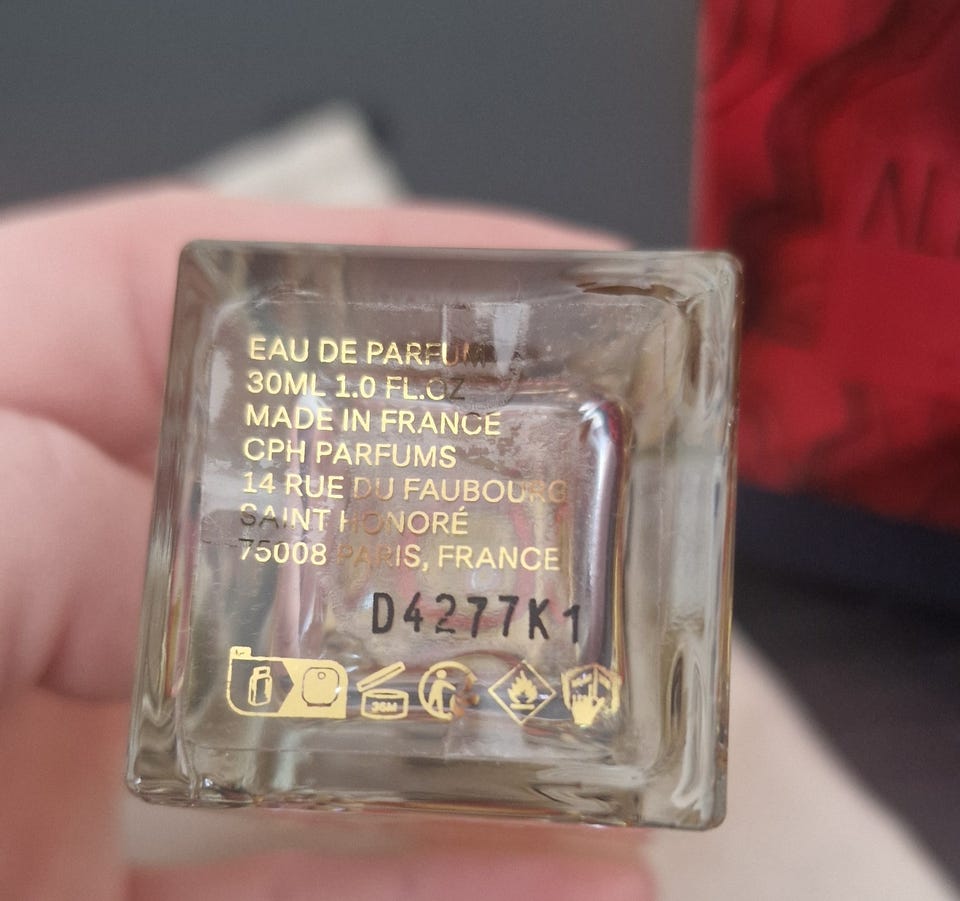 EAU DE PARFUM
30ML 1.0 FL.OZ
MADE IN FRANCE
CPH PARFUMS
14 RUE DU FAUBOURG
SAINT HONORÉ
75008 PARIS, FRANCE
D4277K1
36M